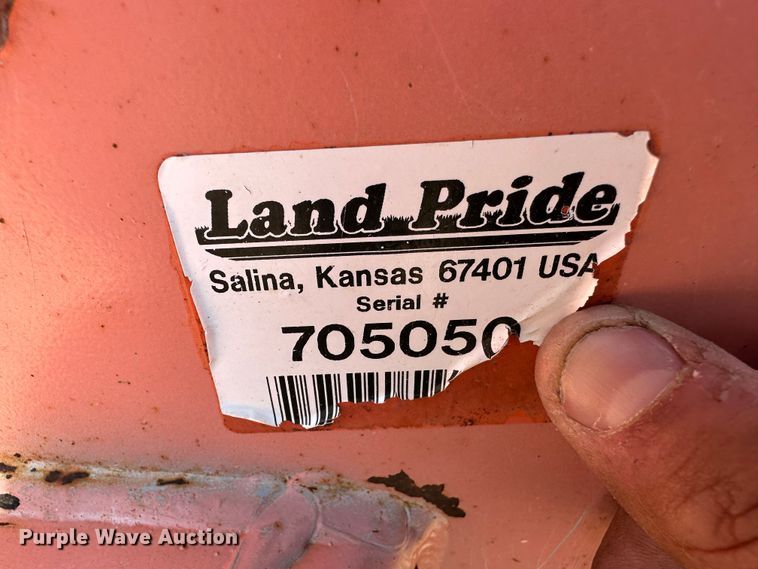 Land Pride
Salina, Kansas 67401 USA
Serial #
705050
Purple Wave Auction